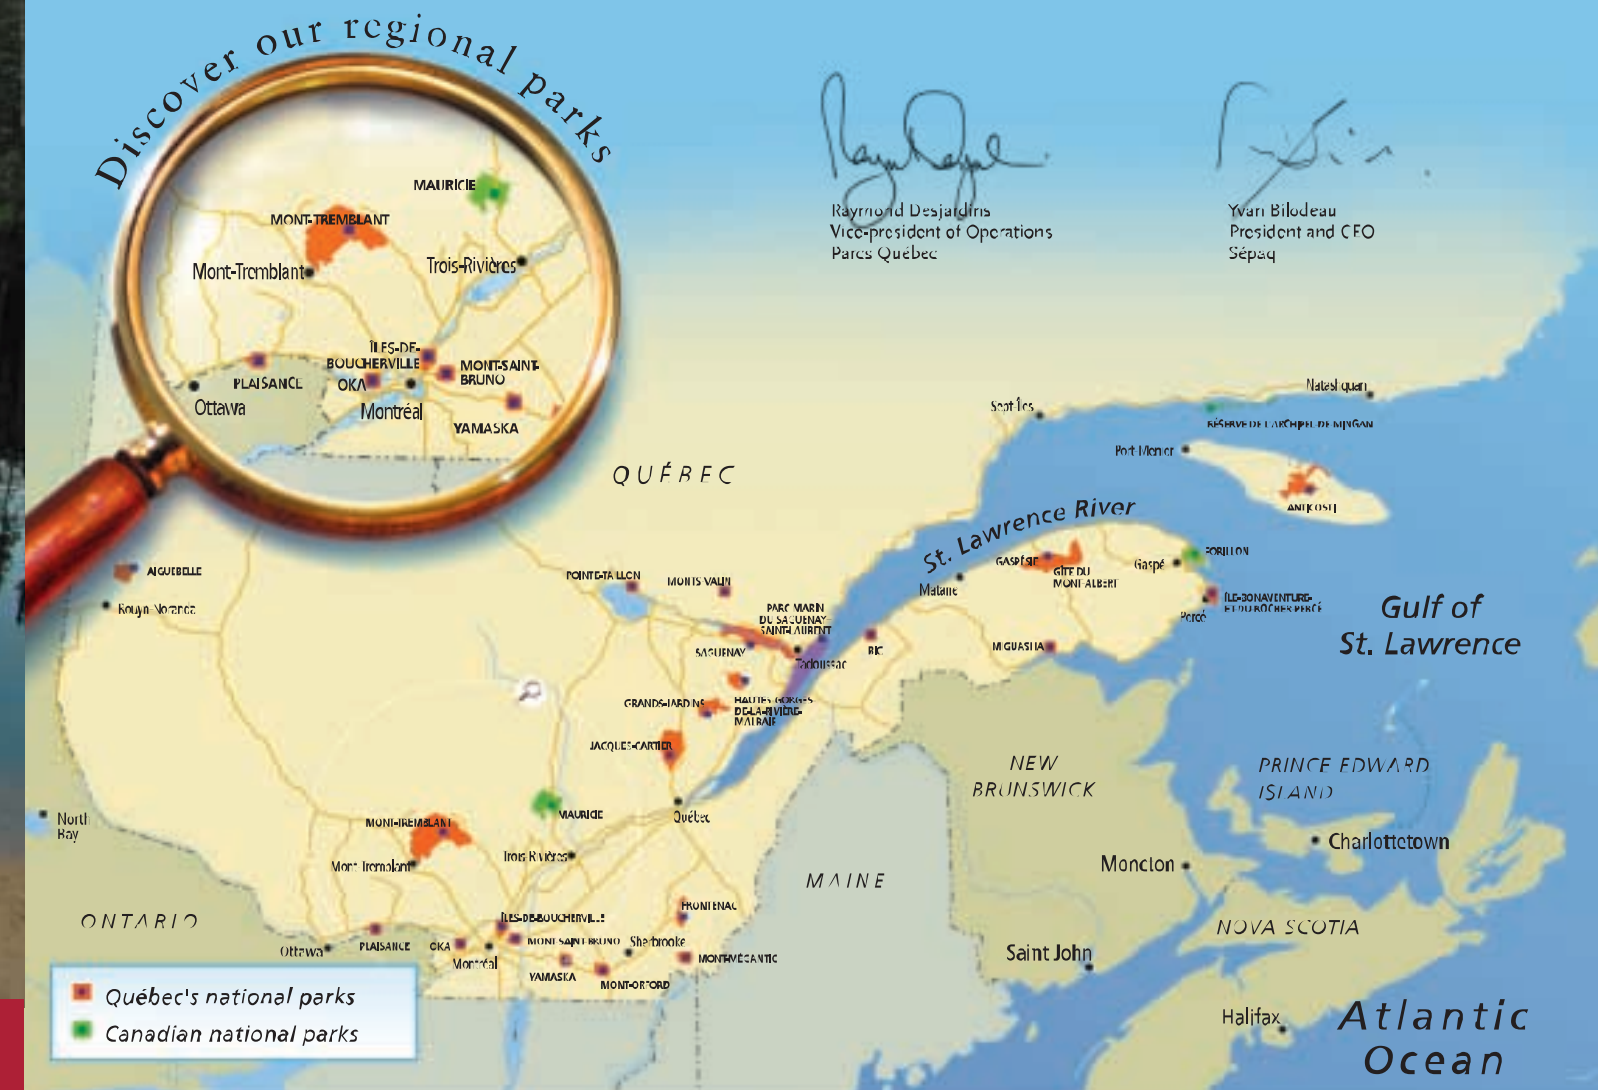 Discover our regional parks
MAURICIE
MONT-TREMBLANT
Mont-Tremblant
Trois-Rivières
ÎLES-DE-
BOUCHERVILLE
MONT-SAINT-
BRUNO
PLAISANCE
OKA
Ottawa
Montréal
YAMASKA
Raymond Desjardins
Vice-president of Operations
Parcs Québec
Yvan Bilodeau
President and CEO
Sépaq
QUÉBEC
Sept-Îles
Natashquan
RÉSERVE DE L'ARCHIPEL-DE-MINGAN
Port-Menier
ANTICOSTI
St. Lawrence River
GASPÉSIE
GÎTE DU
MONT-ALBERT
Gaspé
FORILLON
Matane
ÎLE-BONAVENTURE-
ET-DU-ROCHER-PERCÉ
Percé
Gulf of
St. Lawrence
AIGUEBELLE
Rouyn-Noranda
POINTE-TAILLON
MONTS-VALIN
PARC MARIN
DU SAGUENAY–
SAINT-LAURENT
SAGUENAY
Tadoussac
BIC
MIGUASHA
GRANDS-JARDINS
HAUTES-GORGES-
DE-LA-RIVIÈRE-
MALBAIE
JACQUES-CARTIER
NEW
BRUNSWICK
PRINCE EDWARD
ISLAND
North
Bay
MONT-TREMBLANT
MAURICIE
Québec
Mont-Tremblant
Trois-Rivières
Charlottetown
Moncton
MAINE
ONTARIO
FRONTENAC
ÎLES-DE-BOUCHERVILLE
NOVA SCOTIA
Ottawa
PLAISANCE
OKA
MONT-SAINT-BRUNO
Sherbrooke
Montréal
MONT-MÉGANTIC
Saint John
YAMASKA
MONT-ORFORD
Québec's national parks
Canadian national parks
Halifax
Atlantic
Ocean